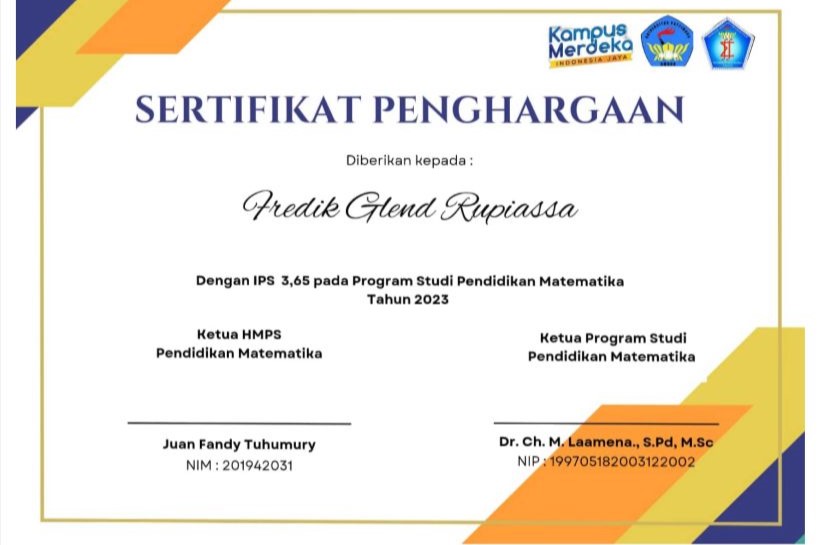 Kampus
Merdeka
INDONESIA JAYA
SERTIFIKAT PENGHARGAAN
Diberikan kepada :
Fredik Glend Rupiassa
Dengan IPS 3,65 pada Program Studi Pendidikan Matematika
Tahun 2023
Ketua HMPS
Pendidikan Matematika
Ketua Program Studi
Pendidikan Matematika
Juan Fandy Tuhumury
NIM : 201942031
Dr. Ch. M. Laamena., S.Pd, M.Sc
NIP : 199705182003122002